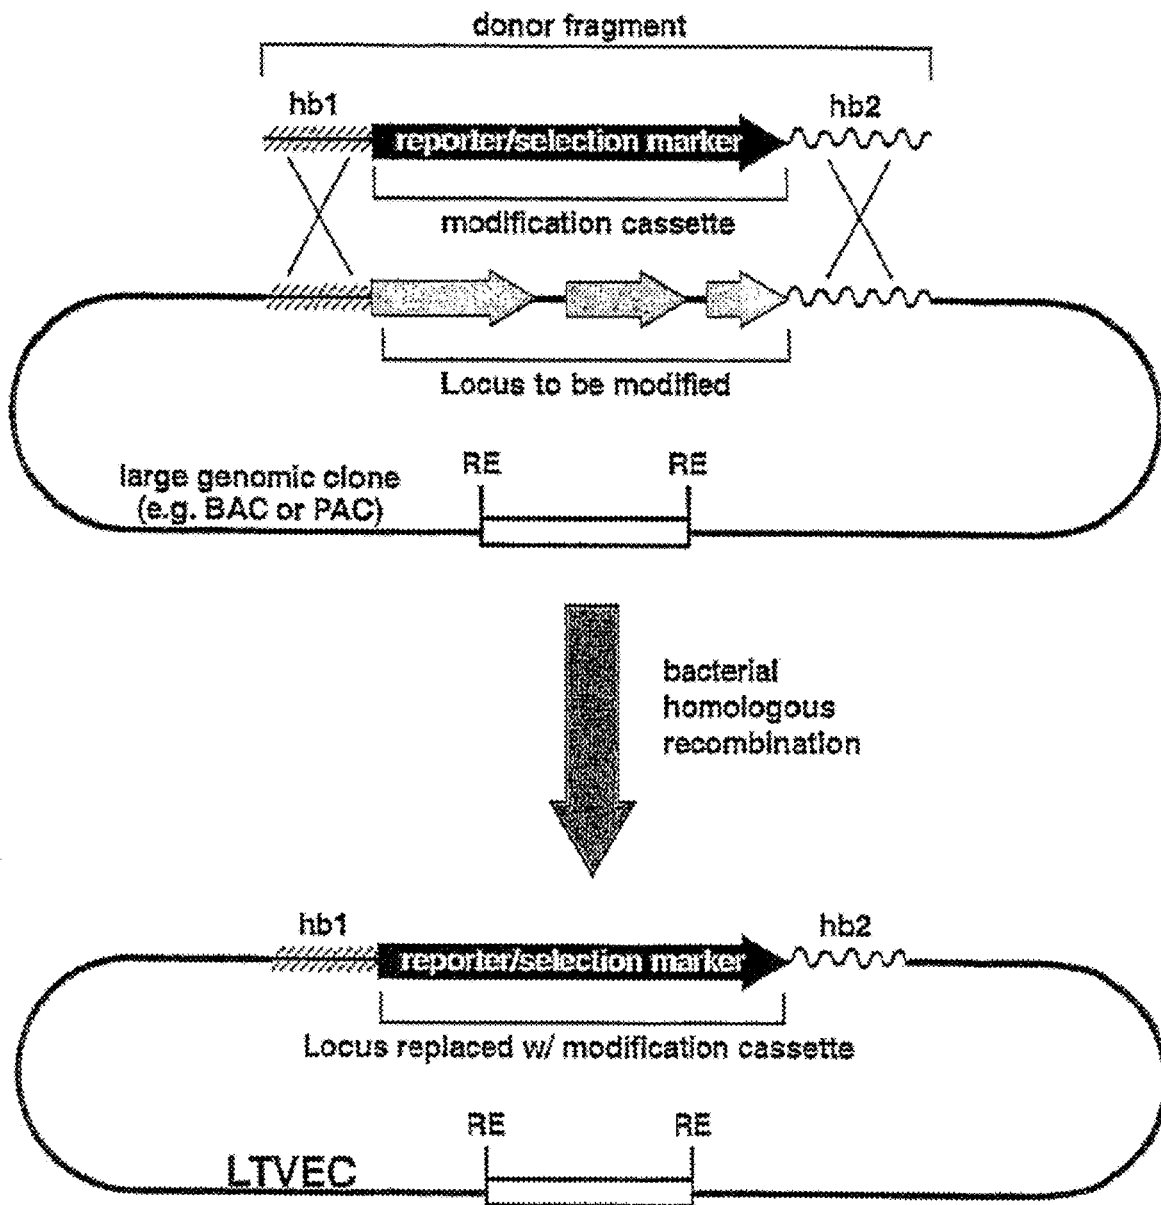 donor fragment
hb1
hb2
reporter/selection marker
modification cassette
Locus to be modified
large genomic clone
(e.g. BAC or PAC)
RE
RE
bacterial
homologous
recombination
hb1
hb2
reporter/selection marker
Locus replaced w/ modification cassette
RE
RE
LTVEC